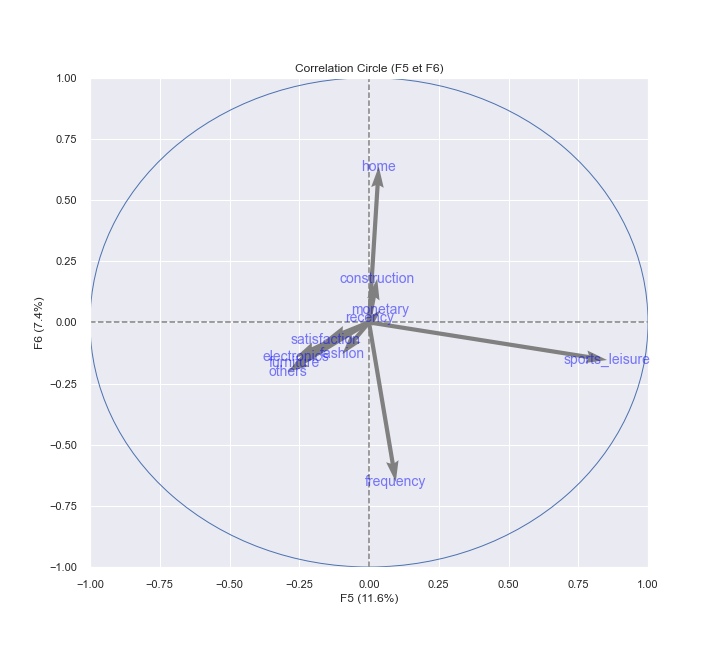 Correlation Circle (F5 et F6)
1.00
0.75
0.50
0.25
0.00
−0.25
−0.50
−0.75
−1.00
F6 (7.4%)
home
construction
monetary
recency
satisfaction
fashion
electronics
furniture
others
sports_leisure
frequency
−1.00 −0.75 −0.50 −0.25 0.00 0.25 0.50 0.75 1.00
F5 (11.6%)